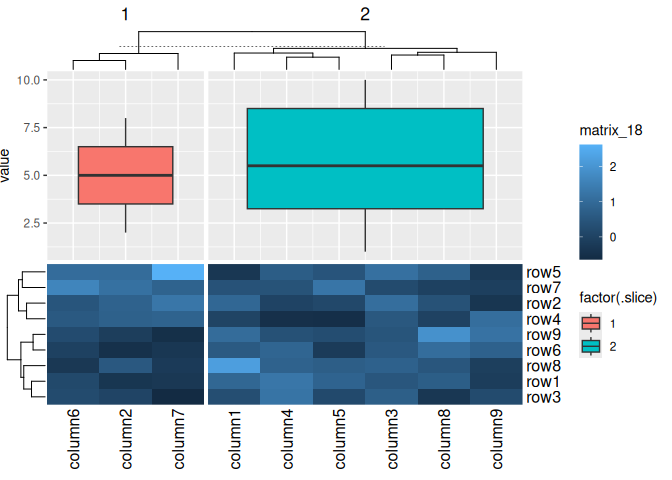 1 2
10.0
7.5
5.0
2.5
value
row5
row7
row2
row4
row9
row6
row8
row1
row3
column6
column2
column7
column1
column4
column5
column3
column8
column9
matrix_18
2
1
0
factor(.slice)
1
2